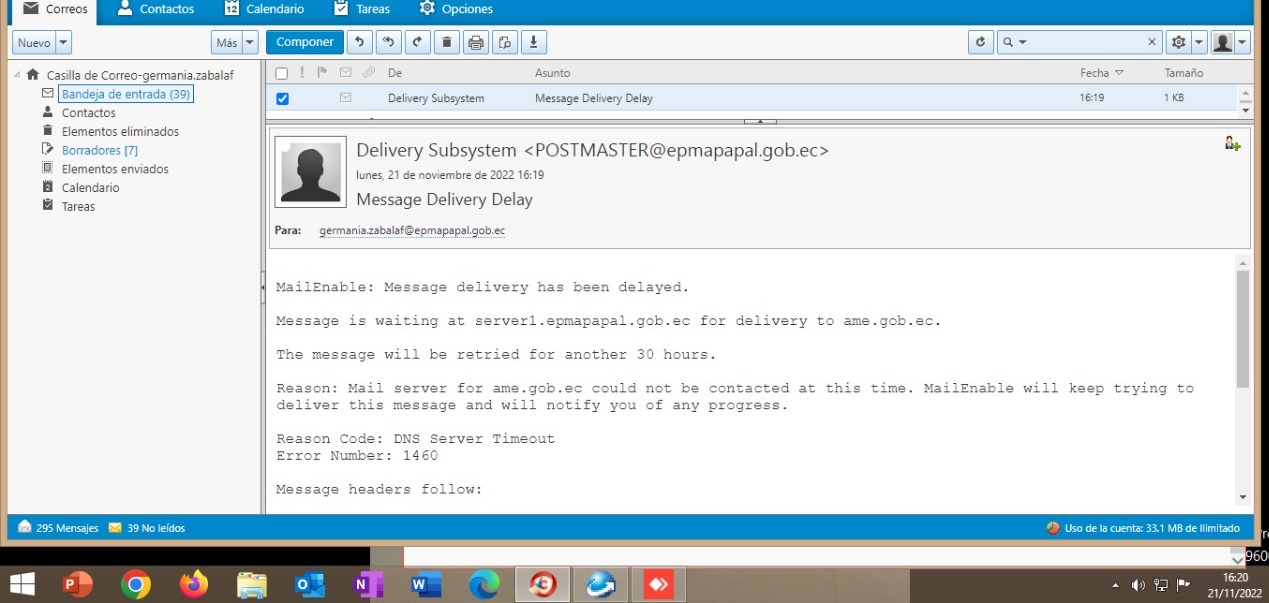 Correos Contactos 12 Calendario Tareas Opciones
Nuevo Más Componer
Casilla de Correo-germania.zabalaf
Bandeja de entrada (39)
Contactos
Elementos eliminados
Borradores [7]
Elementos enviados
Calendario
Tareas
De Asunto Fecha Tamaño
Delivery Subsystem Message Delivery Delay 16:19 1 KB
Delivery Subsystem <POSTMASTER@epmapapal.gob.ec>
lunes, 21 de noviembre de 2022 16:19
Message Delivery Delay
Para: germania.zabalaf@epmapapal.gob.ec
MailEnable: Message delivery has been delayed.
Message is waiting at server1.epmapapal.gob.ec for delivery to ame.gob.ec.
The message will be retried for another 30 hours.
Reason: Mail server for ame.gob.ec could not be contacted at this time. MailEnable will keep trying to
deliver this message and will notify you of any progress.
Reason Code: DNS Server Timeout
Error Number: 1460
Message headers follow:
295 Mensajes 39 No leídos Uso de la cuenta: 33.1 MB de Ilimitado
960
16:20
21/11/2022